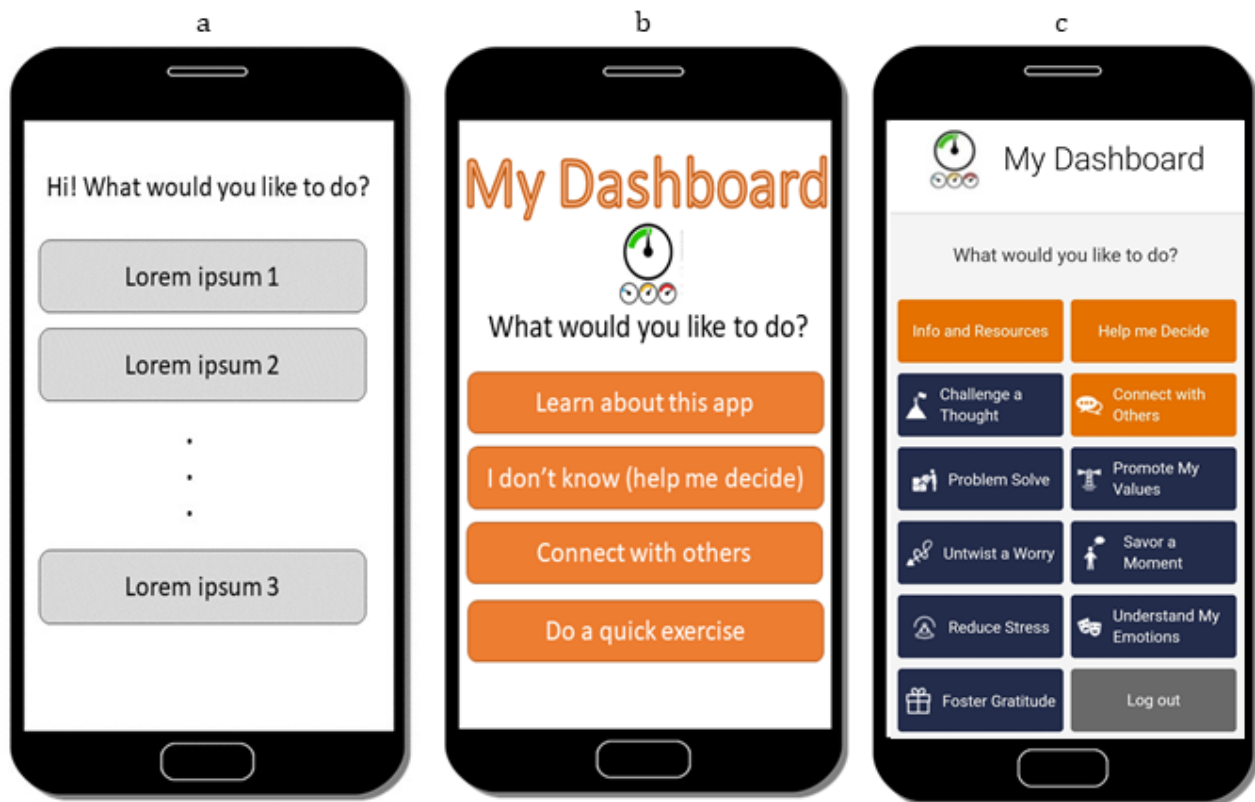 a
Hi! What would you like to do?
Lorem ipsum 1
Lorem ipsum 2
Lorem ipsum 3
b
My Dashboard
What would you like to do?
Learn about this app
I don't know (help me decide)
Connect with others
Do a quick exercise
c
My Dashboard
What would you like to do?
Info and Resources
Help me Decide
Challenge a
Thought
Connect with
Others
Problem Solve
Promote My
Values
Untwist a Worry
Savor a
Moment
Reduce Stress
Understand My
Emotions
Foster Gratitude
Log out